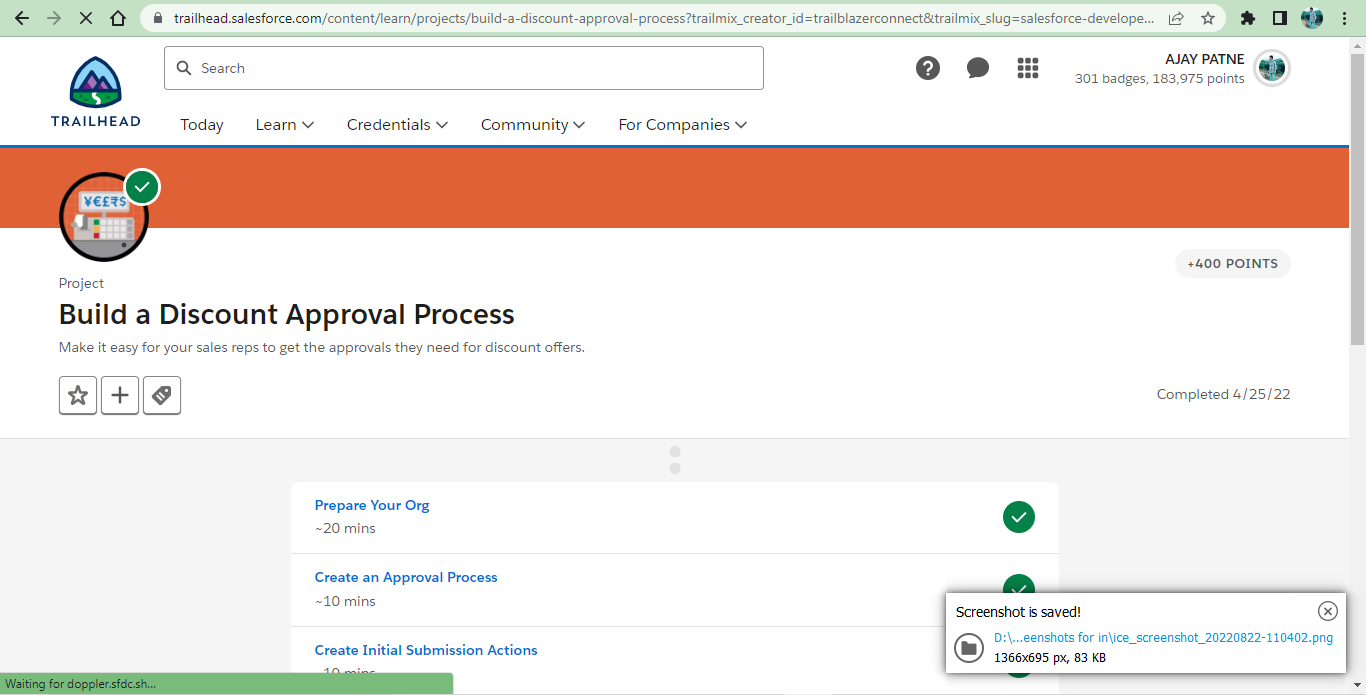 trailhead.salesforce.com/content/learn/projects/build-a-discount-approval-process?trailmix_creator_id=trailblazerconnect&trailmix_slug=salesforce-develope...
Search
AJAY PATNE
301 badges, 183,975 points
TRAILHEAD
Today Learn Credentials Community For Companies
¥€£₹$
+400 POINTS
Project
Build a Discount Approval Process
Make it easy for your sales reps to get the approvals they need for discount offers.
Completed 4/25/22
Prepare Your Org
~20 mins
Create an Approval Process
~10 mins
Screenshot is saved!
D:\...eenshots for in\ice_screenshot_20220822-110402.png
1366x695 px, 83 KB
Create Initial Submission Actions
~10 mins
Waiting for doppler.sfdc.sh...